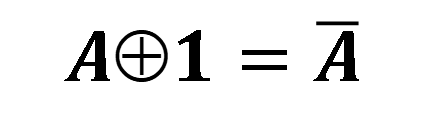 A⊕1 = A̅